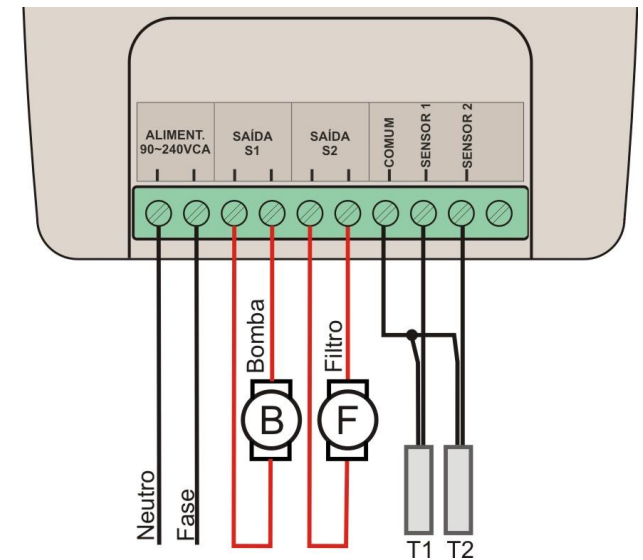 ALIMENT.
90~240VCA
SAÍDA
S1
SAÍDA
S2
COMUM
SENSOR 1
SENSOR 2
Bomba
Filtro
B
F
Neutro
Fase
T1
T2